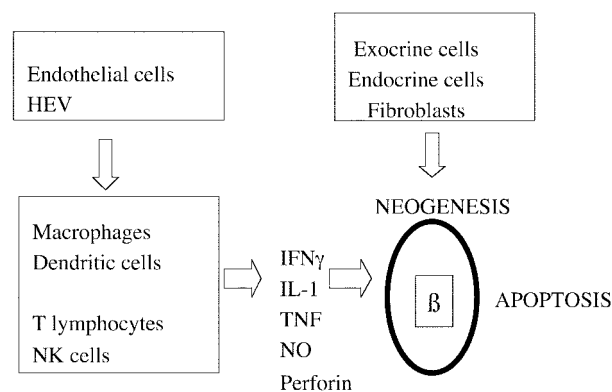 Endothelial cells
HEV
Exocrine cells
Endocrine cells
Fibroblasts
Macrophages
Dendritic cells
T lymphocytes
NK cells
IFNγ
IL-1
TNF
NO
Perforin
NEOGENESIS
ß
APOPTOSIS